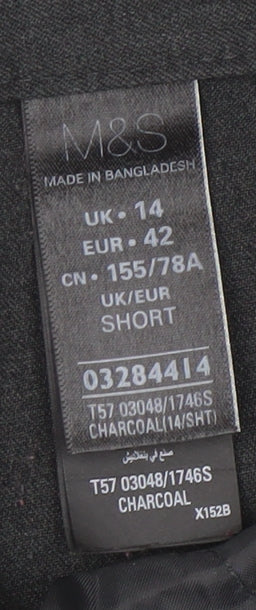 M&S
MADE IN BANGLADESH
UK • 14
EUR • 42
CN • 155/78A
UK/EUR
SHORT
03284414
T57 03048/1746S
CHARCOAL(14/SHT)
صنع في بنغلاديش
T57 03048/1746S
CHARCOAL
X152B